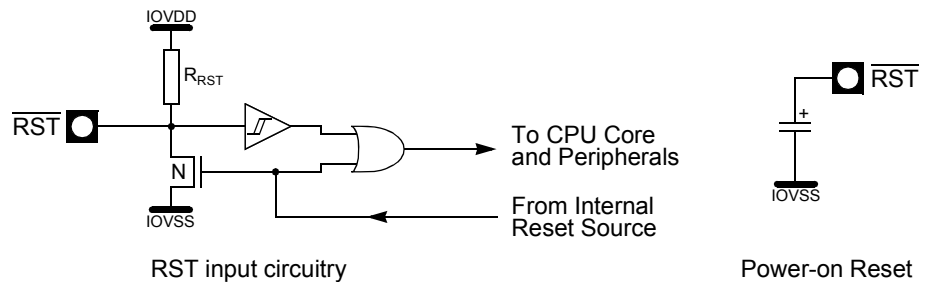 IOVDD
R_RST
RST
N
IOVSS
To CPU Core
and Peripherals
From Internal
Reset Source
RST input circuitry
RST
+
IOVSS
Power-on Reset